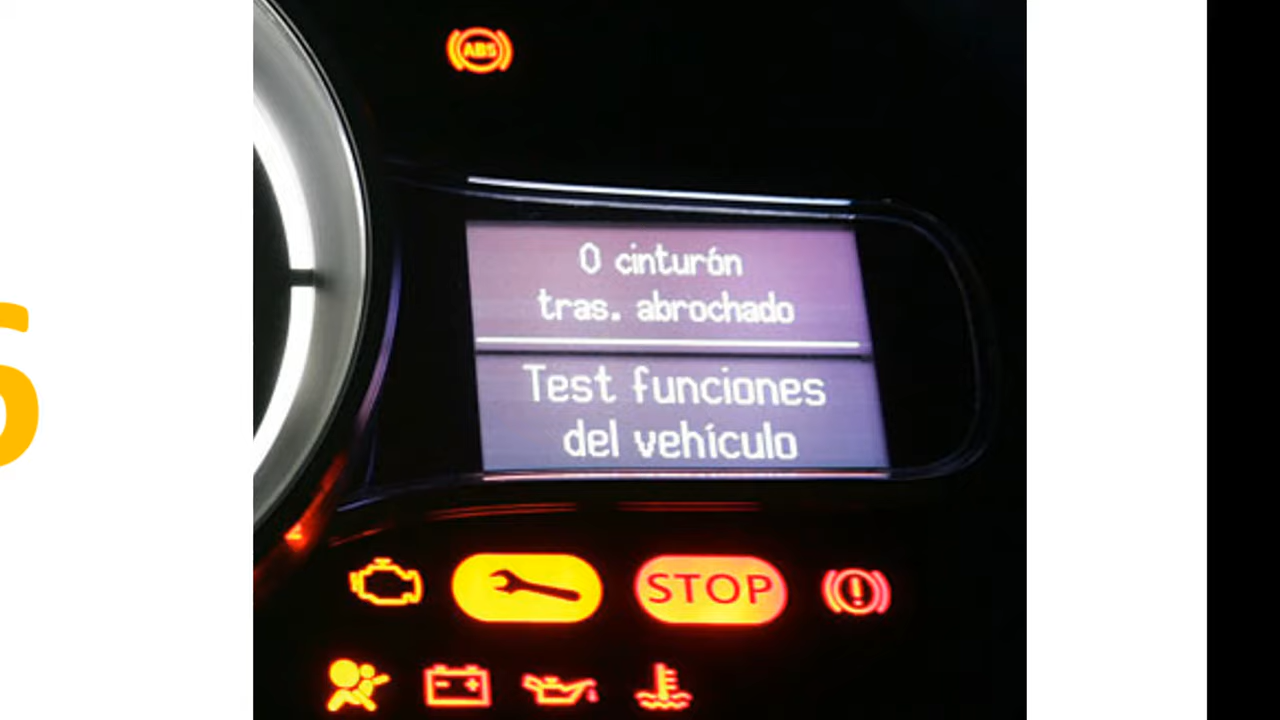 ABS
0 cinturón
tras. abrochado
Test funciones
del vehículo
STOP